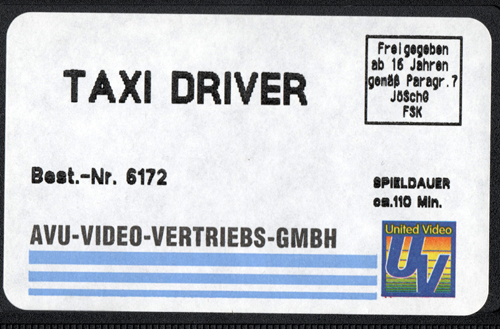 TAXI DRIVER
Freigegeben
ab 16 Jahren
gemäß Paragr. 7
JöSchG
FSK
Best.-Nr. 6172
SPIELDAUER
ca.110 Min.
AVU-VIDEO-VERTRIEBS-GMBH
United Video
UV